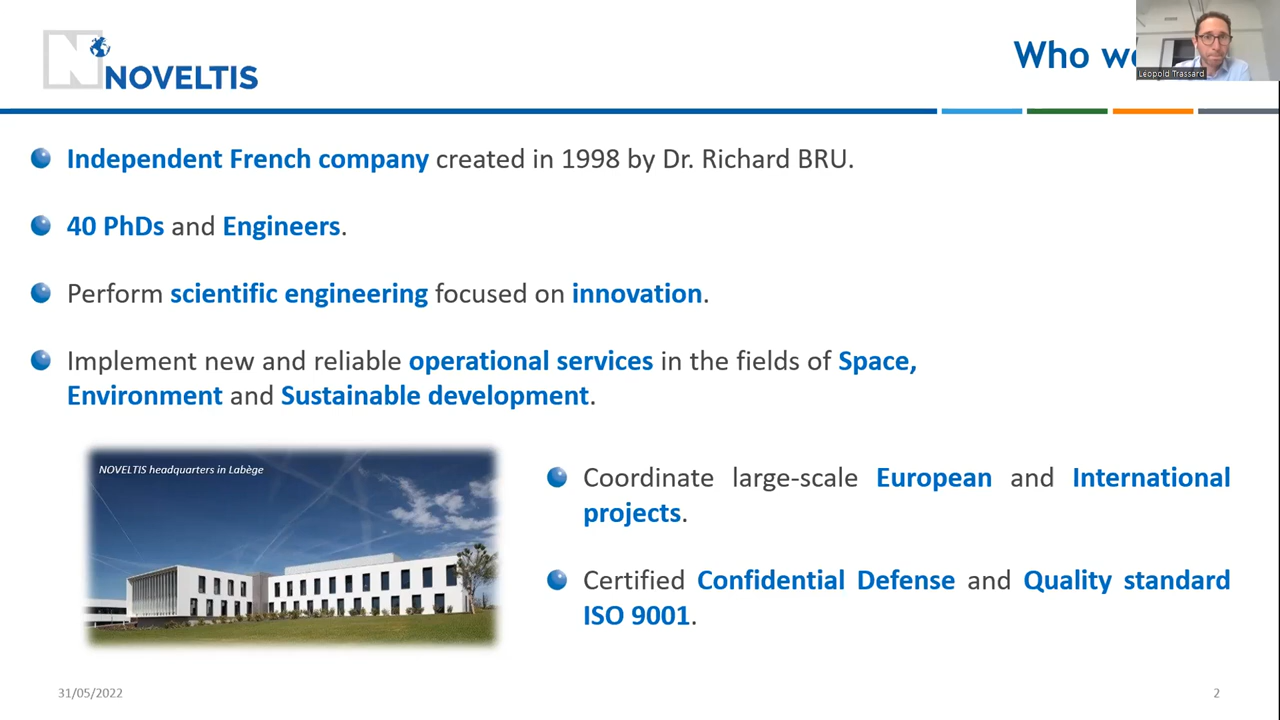 N NOVELTIS
Who we
Leopold Trassard
Independent French company created in 1998 by Dr. Richard BRU.
40 PhDs and Engineers.
Perform scientific engineering focused on innovation.
Implement new and reliable operational services in the fields of Space,
Environment and Sustainable development.
NOVELTIS headquarters in Labège
Coordinate large-scale European and International
projects.
Certified Confidential Defense and Quality standard
ISO 9001.
31/05/2022
2